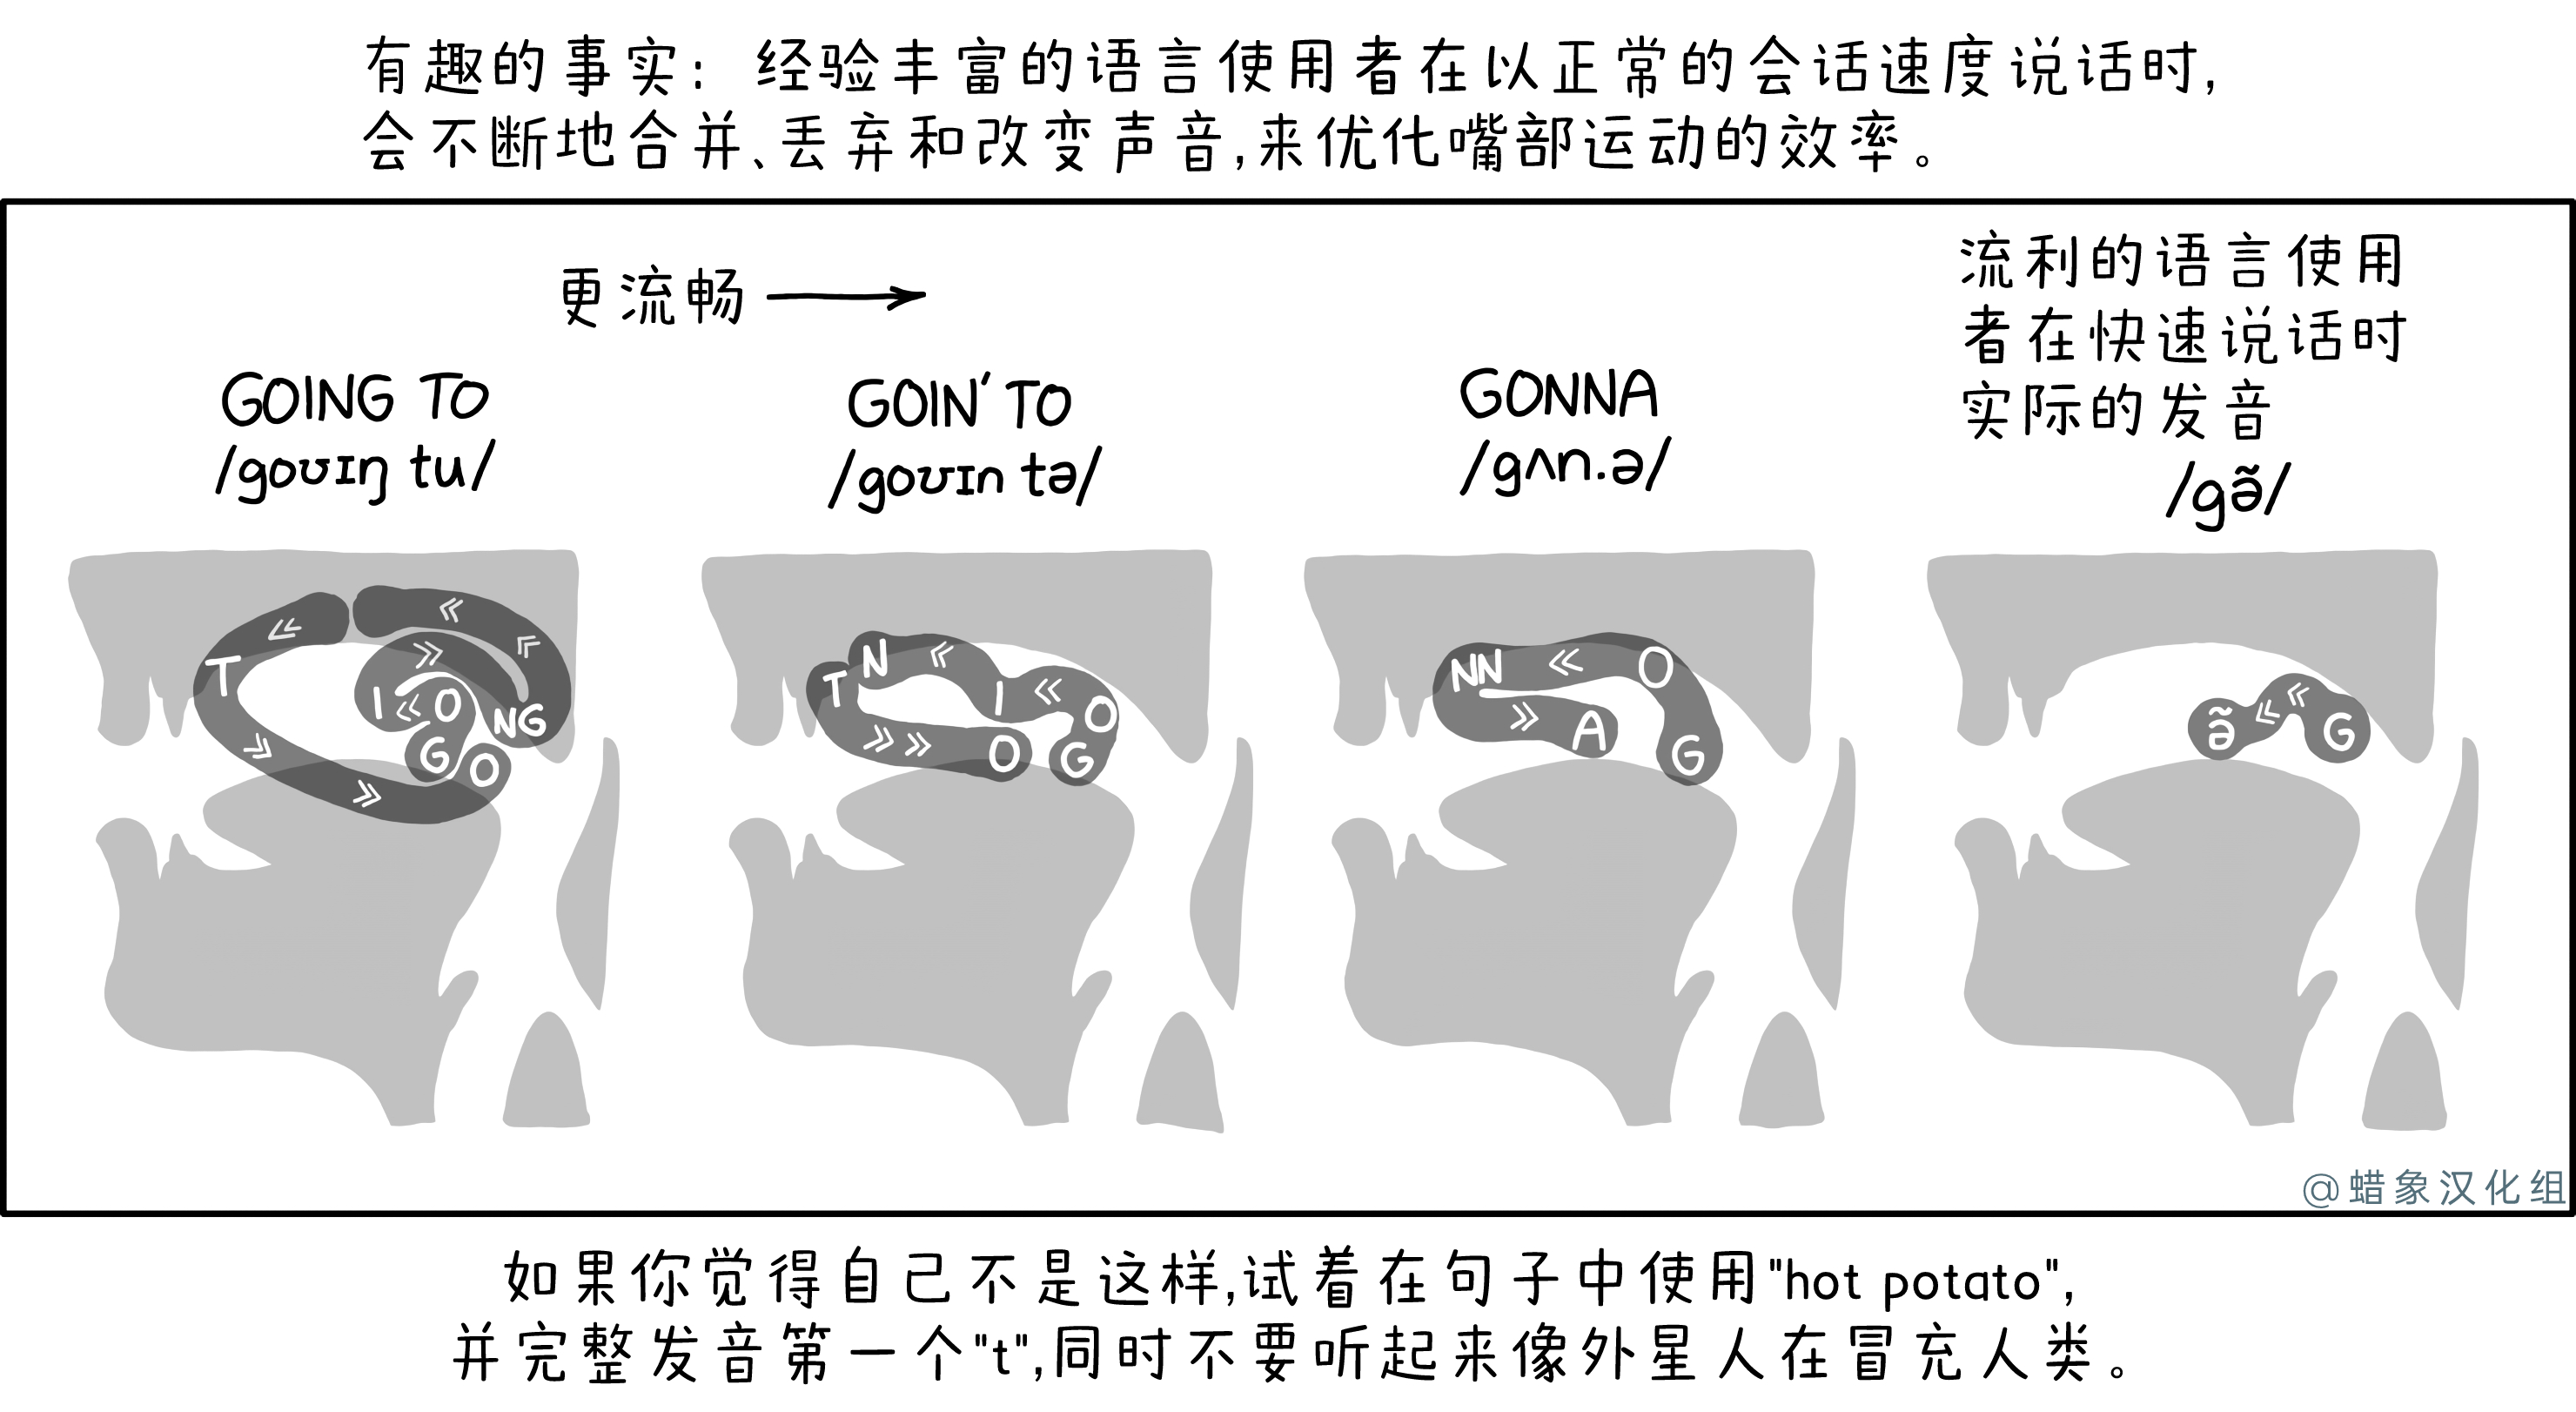 有趣的事实： 经验丰富的语言使用者在以正常的会话速度说话时,
会不断地合并、丢弃和改变声音,来优化嘴部运动的效率。
更流畅
GOING TO
/goʊɪŋ tu/
GOIN' TO
/goʊɪn tə/
GONNA
/gʌn.ə/
流利的语言使用
者在快速说话时
实际的发音
/gə̃/
T
I
O
NG
G
O
N
T
I
O
O
G
NN
O
A
G
ə̃
G
@蜡象汉化组
如果你觉得自己不是这样,试着在句子中使用"hot potato",
并完整发音第一个"t",同时不要听起来像外星人在冒充人类。